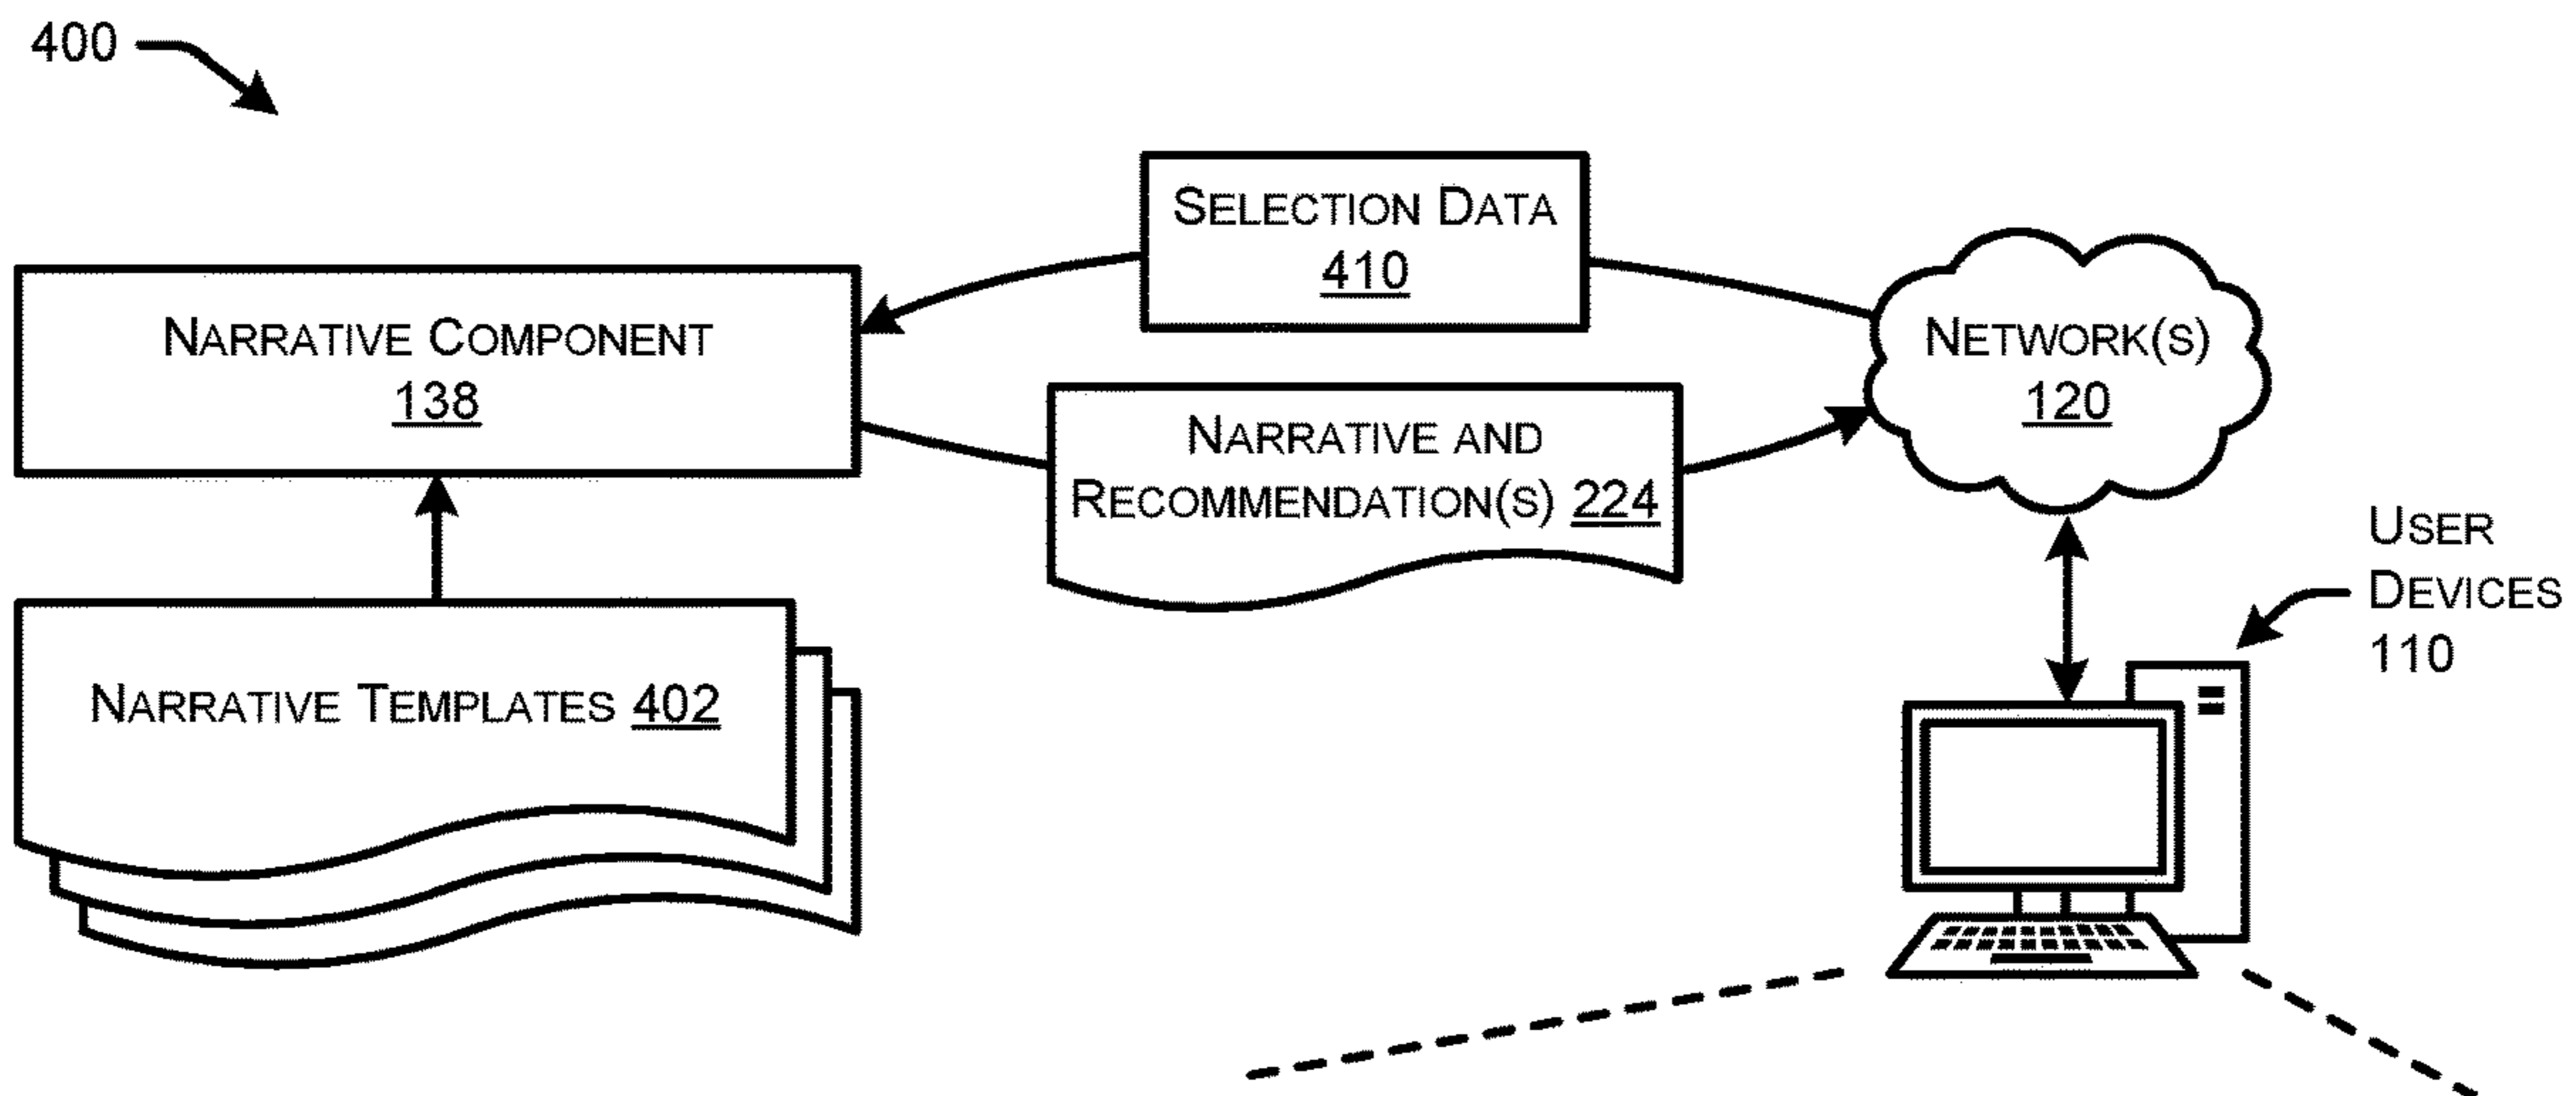 400
SELECTION DATA
410
NARRATIVE COMPONENT
138
NETWORK(S)
120
NARRATIVE AND
RECOMMENDATION(S) 224
USER
DEVICES
110
NARRATIVE TEMPLATES 402